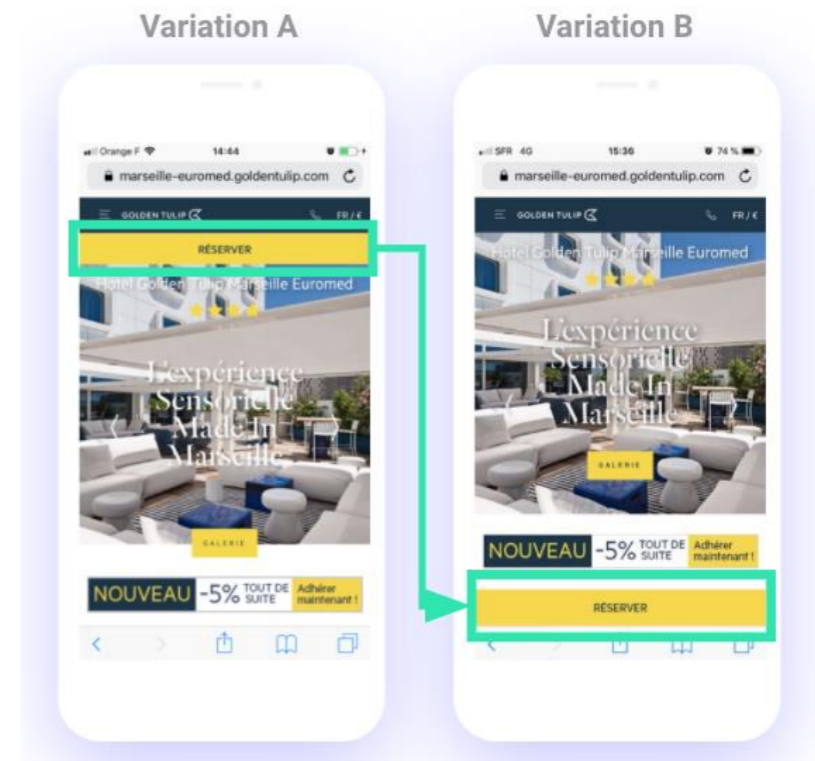 Variation A
Orange F 14:44
marseille-euromed.goldentulip.com
GOLDEN TULIP FR / €
RÉSERVER
Hotel Golden Tulip Marseille Euromed
L'expérience
Sensorielle
Made In
Marseille
GALERIE
NOUVEAU -5% TOUT DE SUITE Adhérer maintenant !
Variation B
SFR 4G 15:36 74 %
marseille-euromed.goldentulip.com
GOLDEN TULIP FR / €
Hotel Golden Tulip Marseille Euromed
L'expérience
Sensorielle
Made In
Marseille
GALERIE
NOUVEAU -5% TOUT DE SUITE Adhérer maintenant !
RÉSERVER